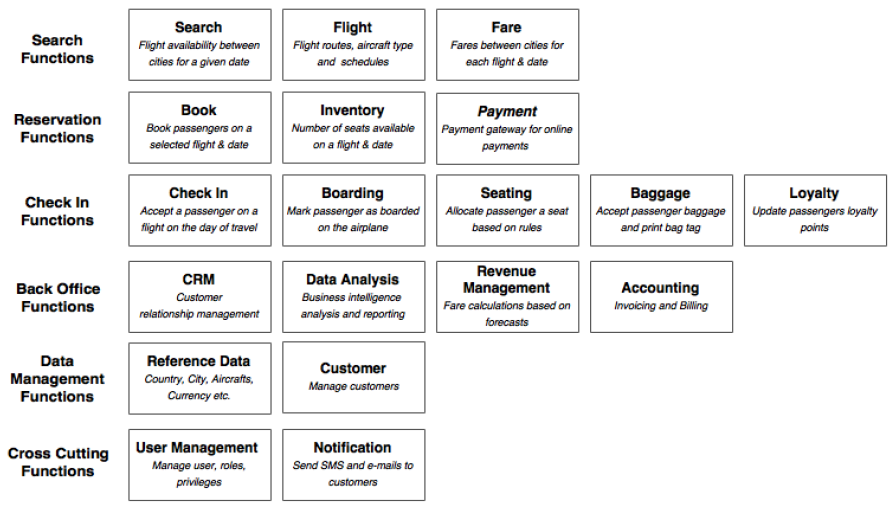 Search
Functions
Search
Flight availability between
cities for a given date
Flight
Flight routes, aircraft type
and schedules
Fare
Fares between cities for
each flight & date
Reservation
Functions
Book
Book passengers on a
selected flight & date
Inventory
Number of seats available
on a flight & date
Payment
Payment gateway for online
payments
Check In
Functions
Check In
Accept a passenger on a
flight on the day of travel
Boarding
Mark passenger as boarded
on the airplane
Seating
Allocate passenger a seat
based on rules
Baggage
Accept passenger baggage
and print bag tag
Loyalty
Update passengers loyalty
points
Back Office
Functions
CRM
Customer
relationship management
Data Analysis
Business intelligence
analysis and reporting
Revenue
Management
Fare calculations based on
forecasts
Accounting
Invoicing and Billing
Data
Management
Functions
Reference Data
Country, City, Aircrafts,
Currency etc.
Customer
Manage customers
Cross Cutting
Functions
User Management
Manage user, roles,
privileges
Notification
Send SMS and e-mails to
customers